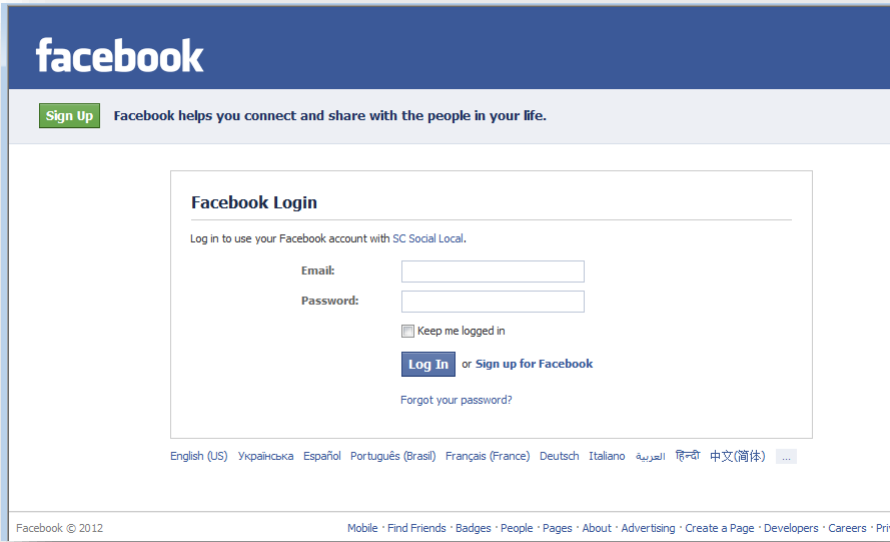 facebook
Sign Up Facebook helps you connect and share with the people in your life.
Facebook Login
Log in to use your Facebook account with SC Social Local.
Email:
Password:
Keep me logged in
Log In or Sign up for Facebook
Forgot your password?
English (US) Українська Español Português (Brasil) Français (France) Deutsch Italiano العربية हिन्दी 中文(简体) ...
Facebook © 2012 Mobile · Find Friends · Badges · People · Pages · About · Advertising · Create a Page · Developers · Careers · Pri